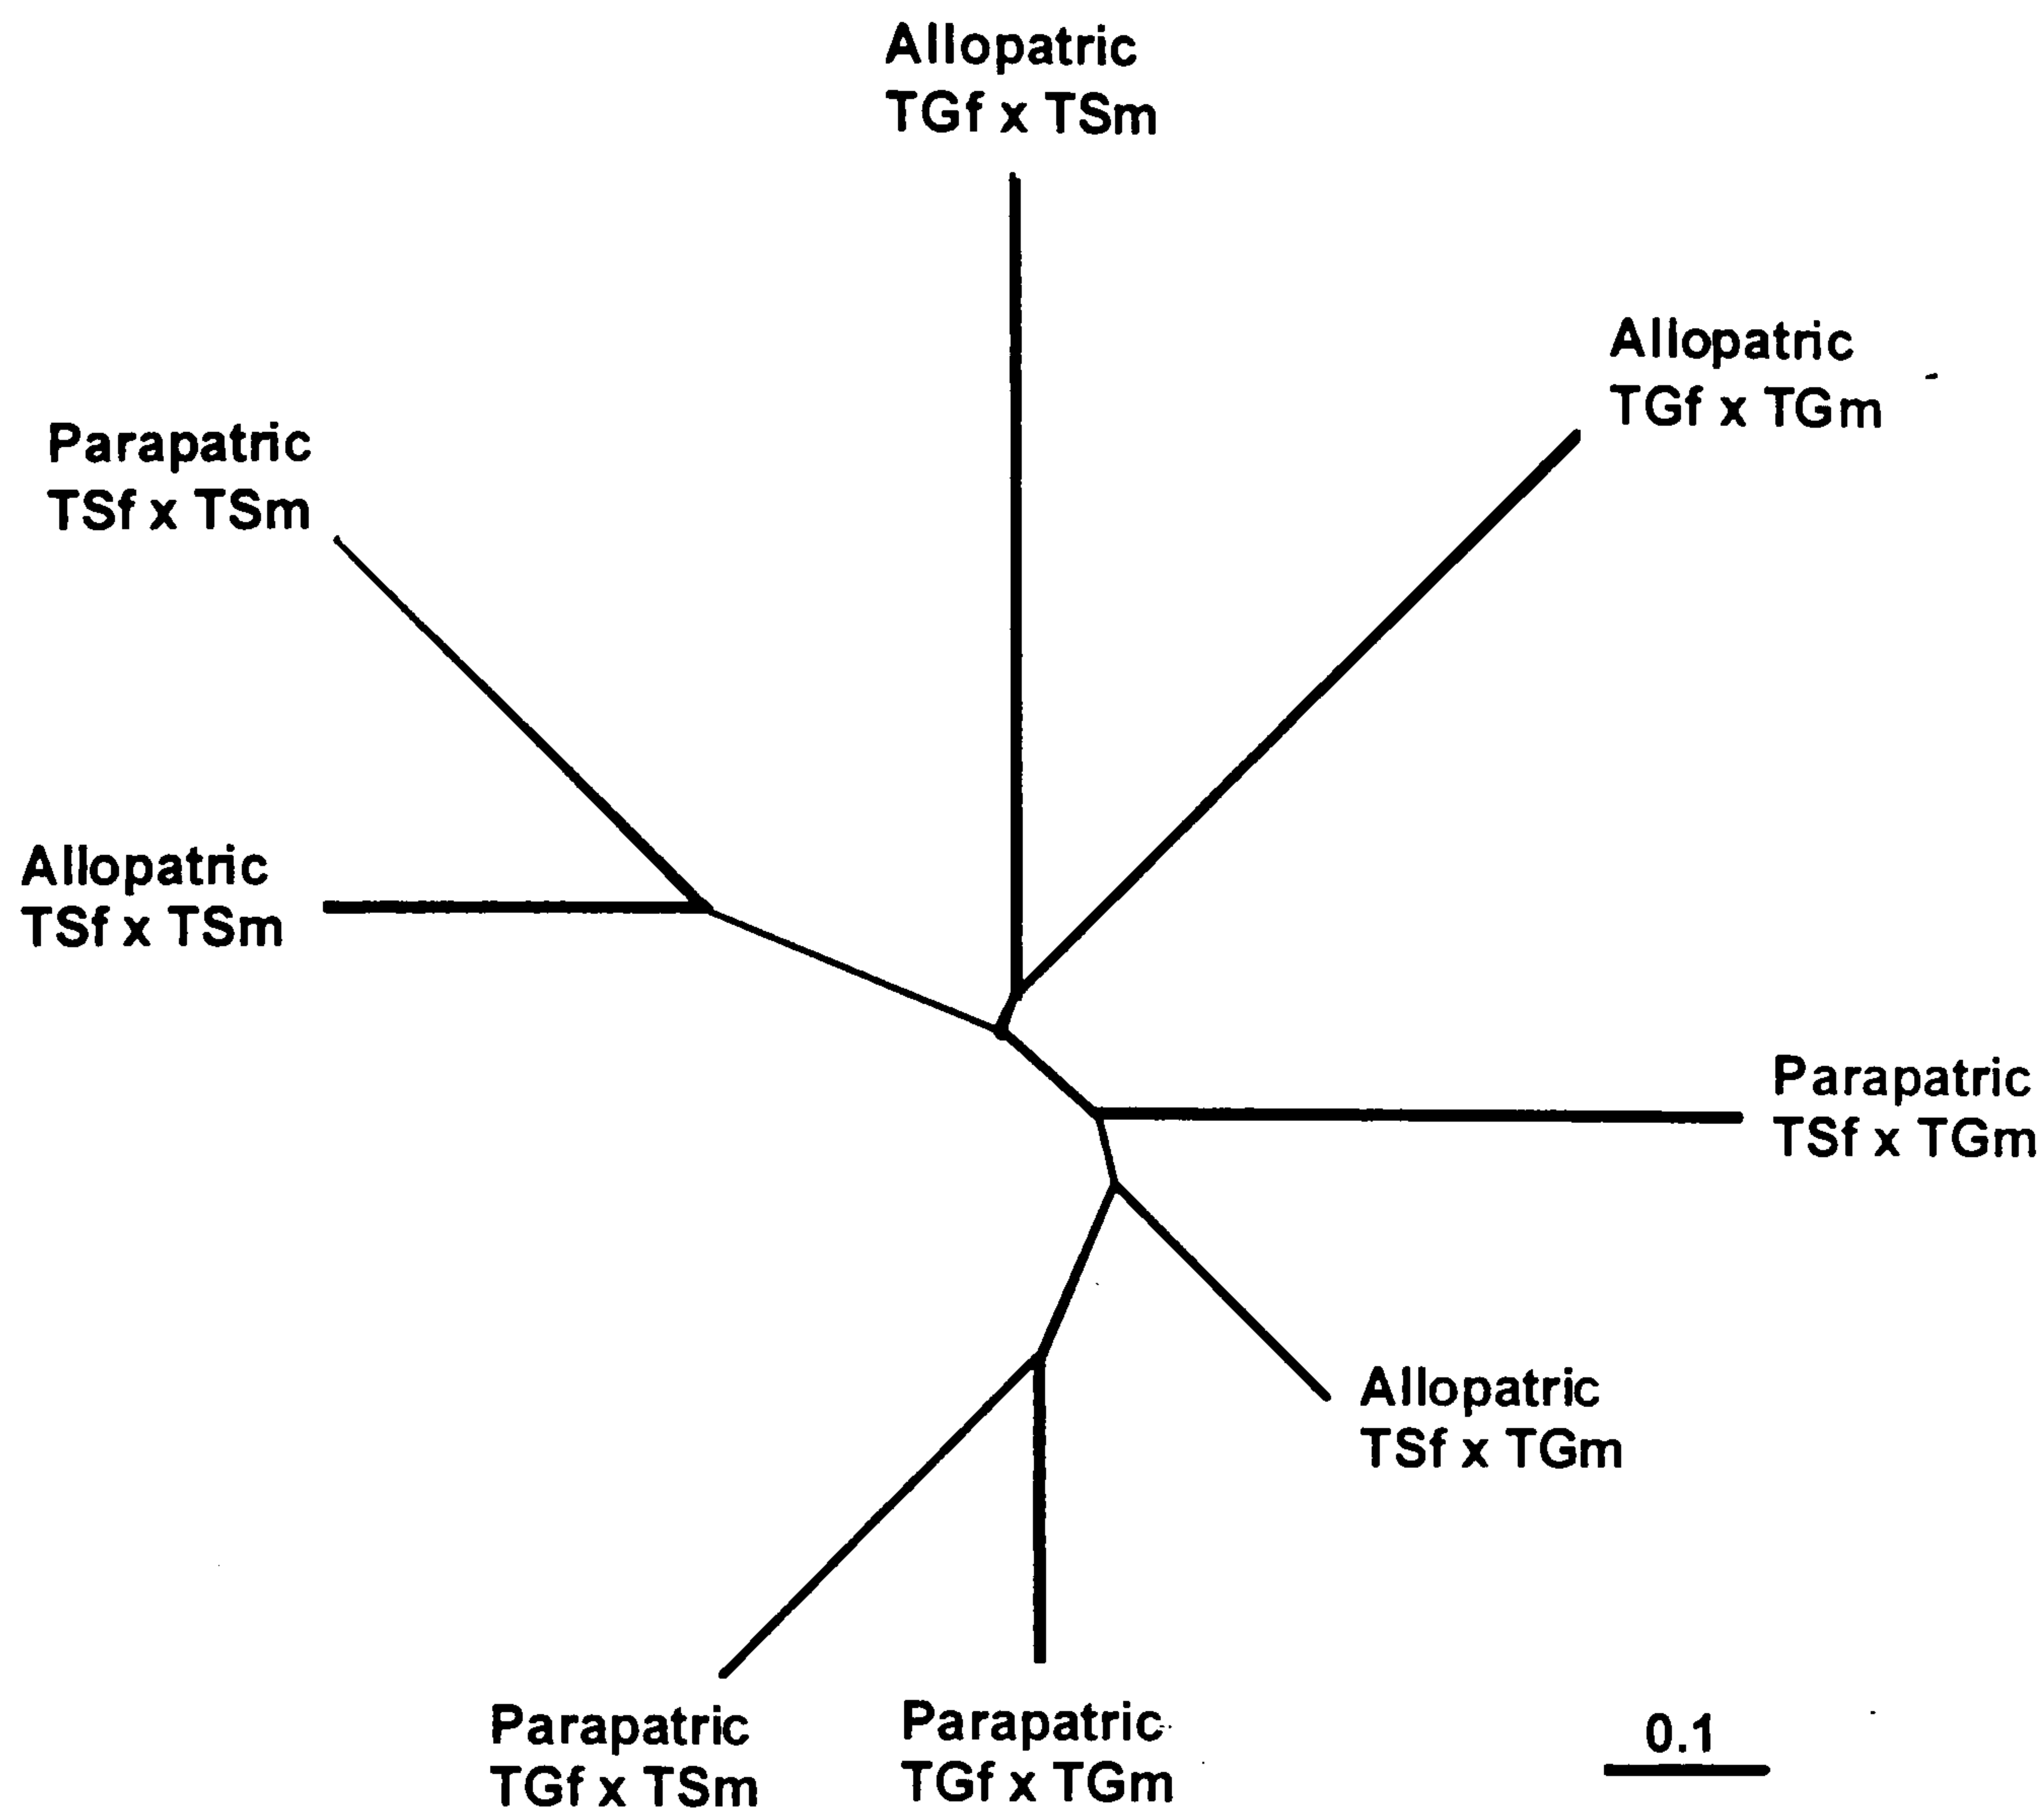 Allopatric
TGf x TSm
Allopatric
TGf x TGm
Parapatric
TSf x TSm
Allopatric
TSf x TSm
Parapatric
TSf x TGm
Allopatric
TSf x TGm
Parapatric
TGf x TSm
Parapatric
TGf x TGm
0.1